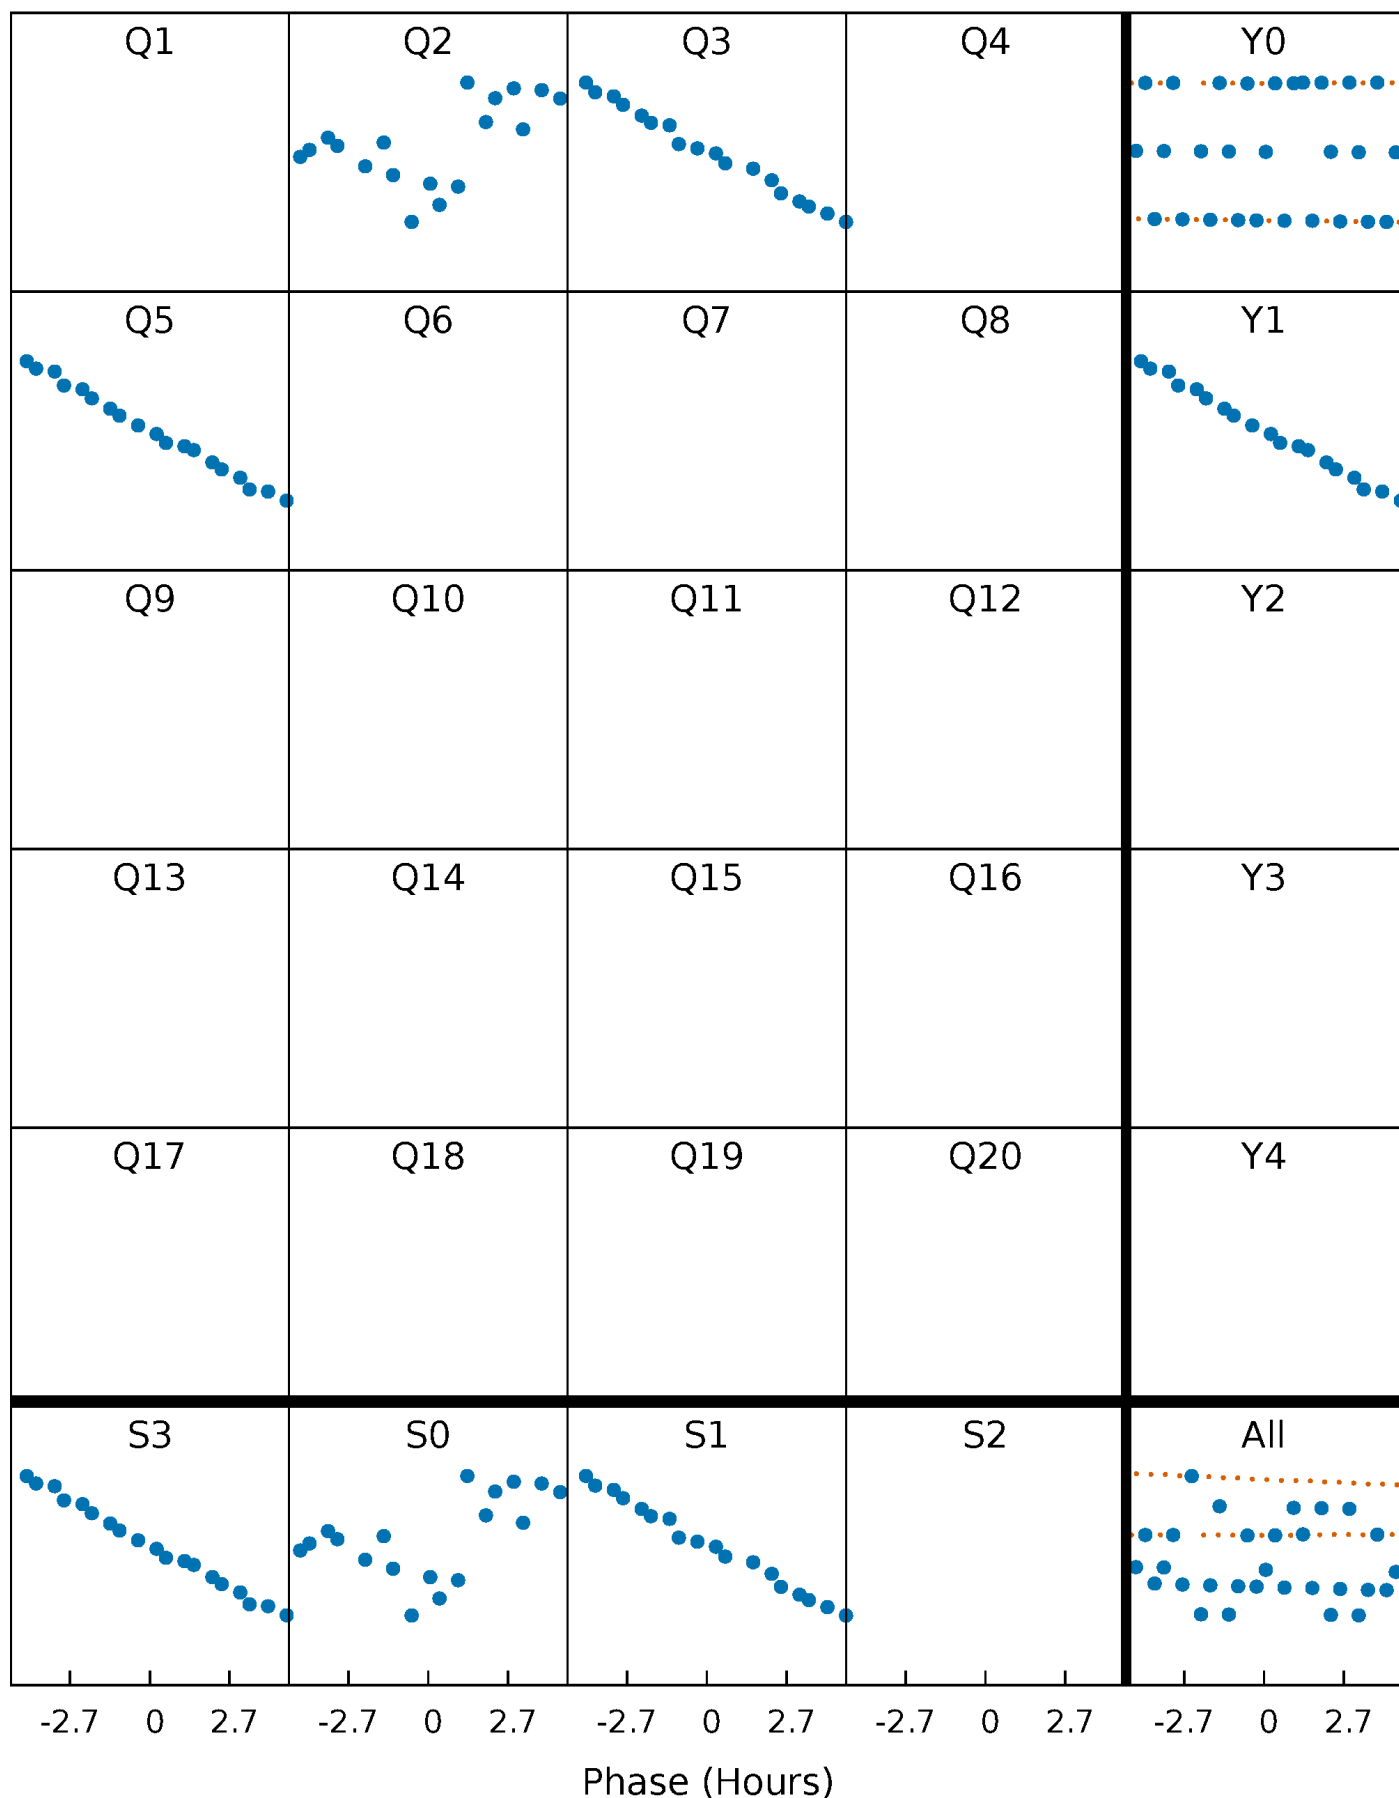 Q1 Q2 Q3 Q4 Y0
Q5 Q6 Q7 Q8 Y1
Q9 Q10 Q11 Q12 Y2
Q13 Q14 Q15 Q16 Y3
Q17 Q18 Q19 Q20 Y4
S3 S0 S1 S2 All
-2.7 0 2.7 -2.7 0 2.7 -2.7 0 2.7 -2.7 0 2.7 -2.7 0 2.7
Phase (Hours)